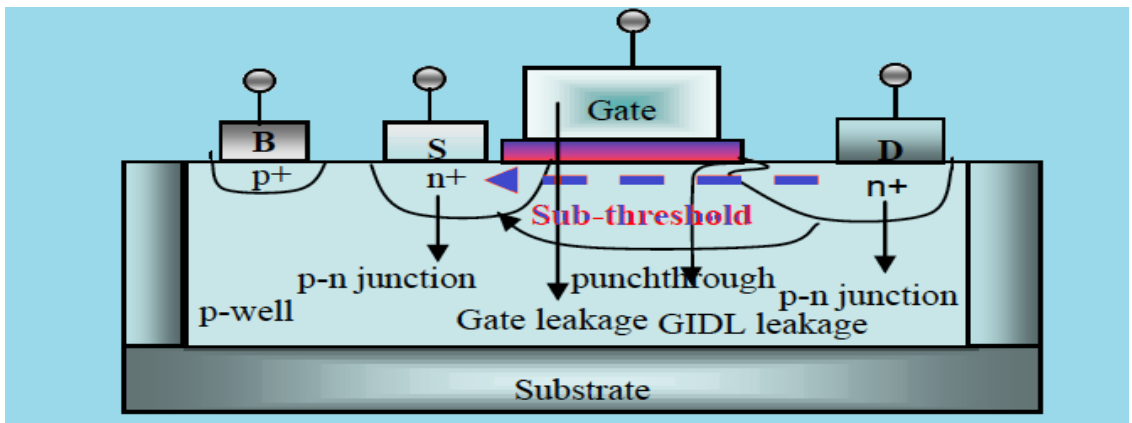 Gate
B
S
D
p+
n+
n+
Sub-threshold
p-n junction
punchthrough
p-n junction
p-well
Gate leakage
GIDL leakage
Substrate